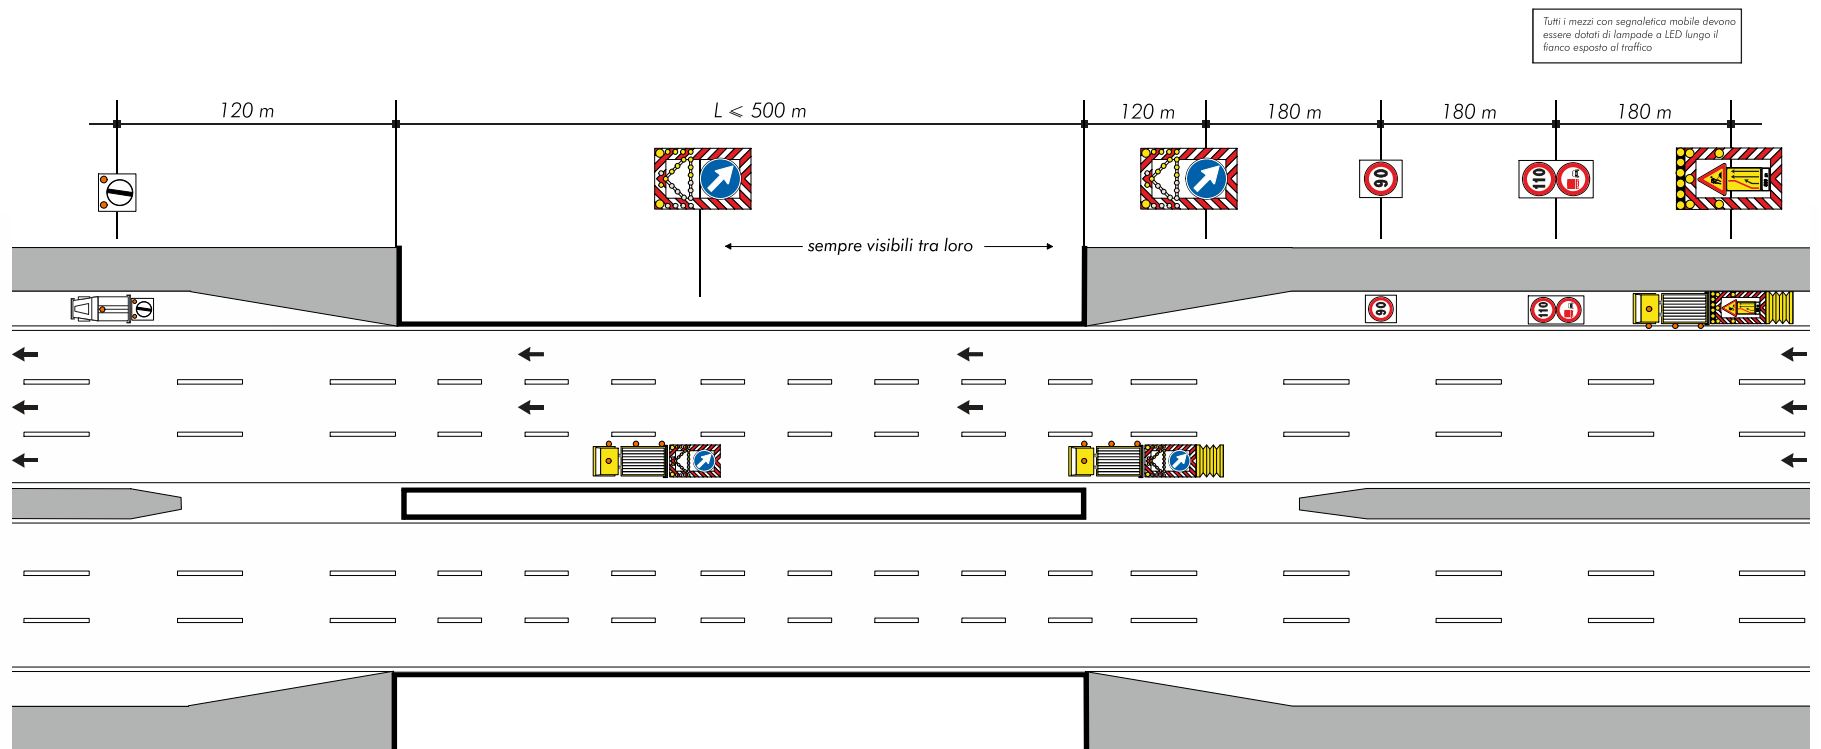 Tutti i mezzi con segnaletica mobile devono
essere dotati di lampade a LED lungo il
fianco esposto al traffico
120 m
L ⩽ 500 m
120 m
180 m
180 m
180 m
90
110
sempre visibili tra loro
90
110